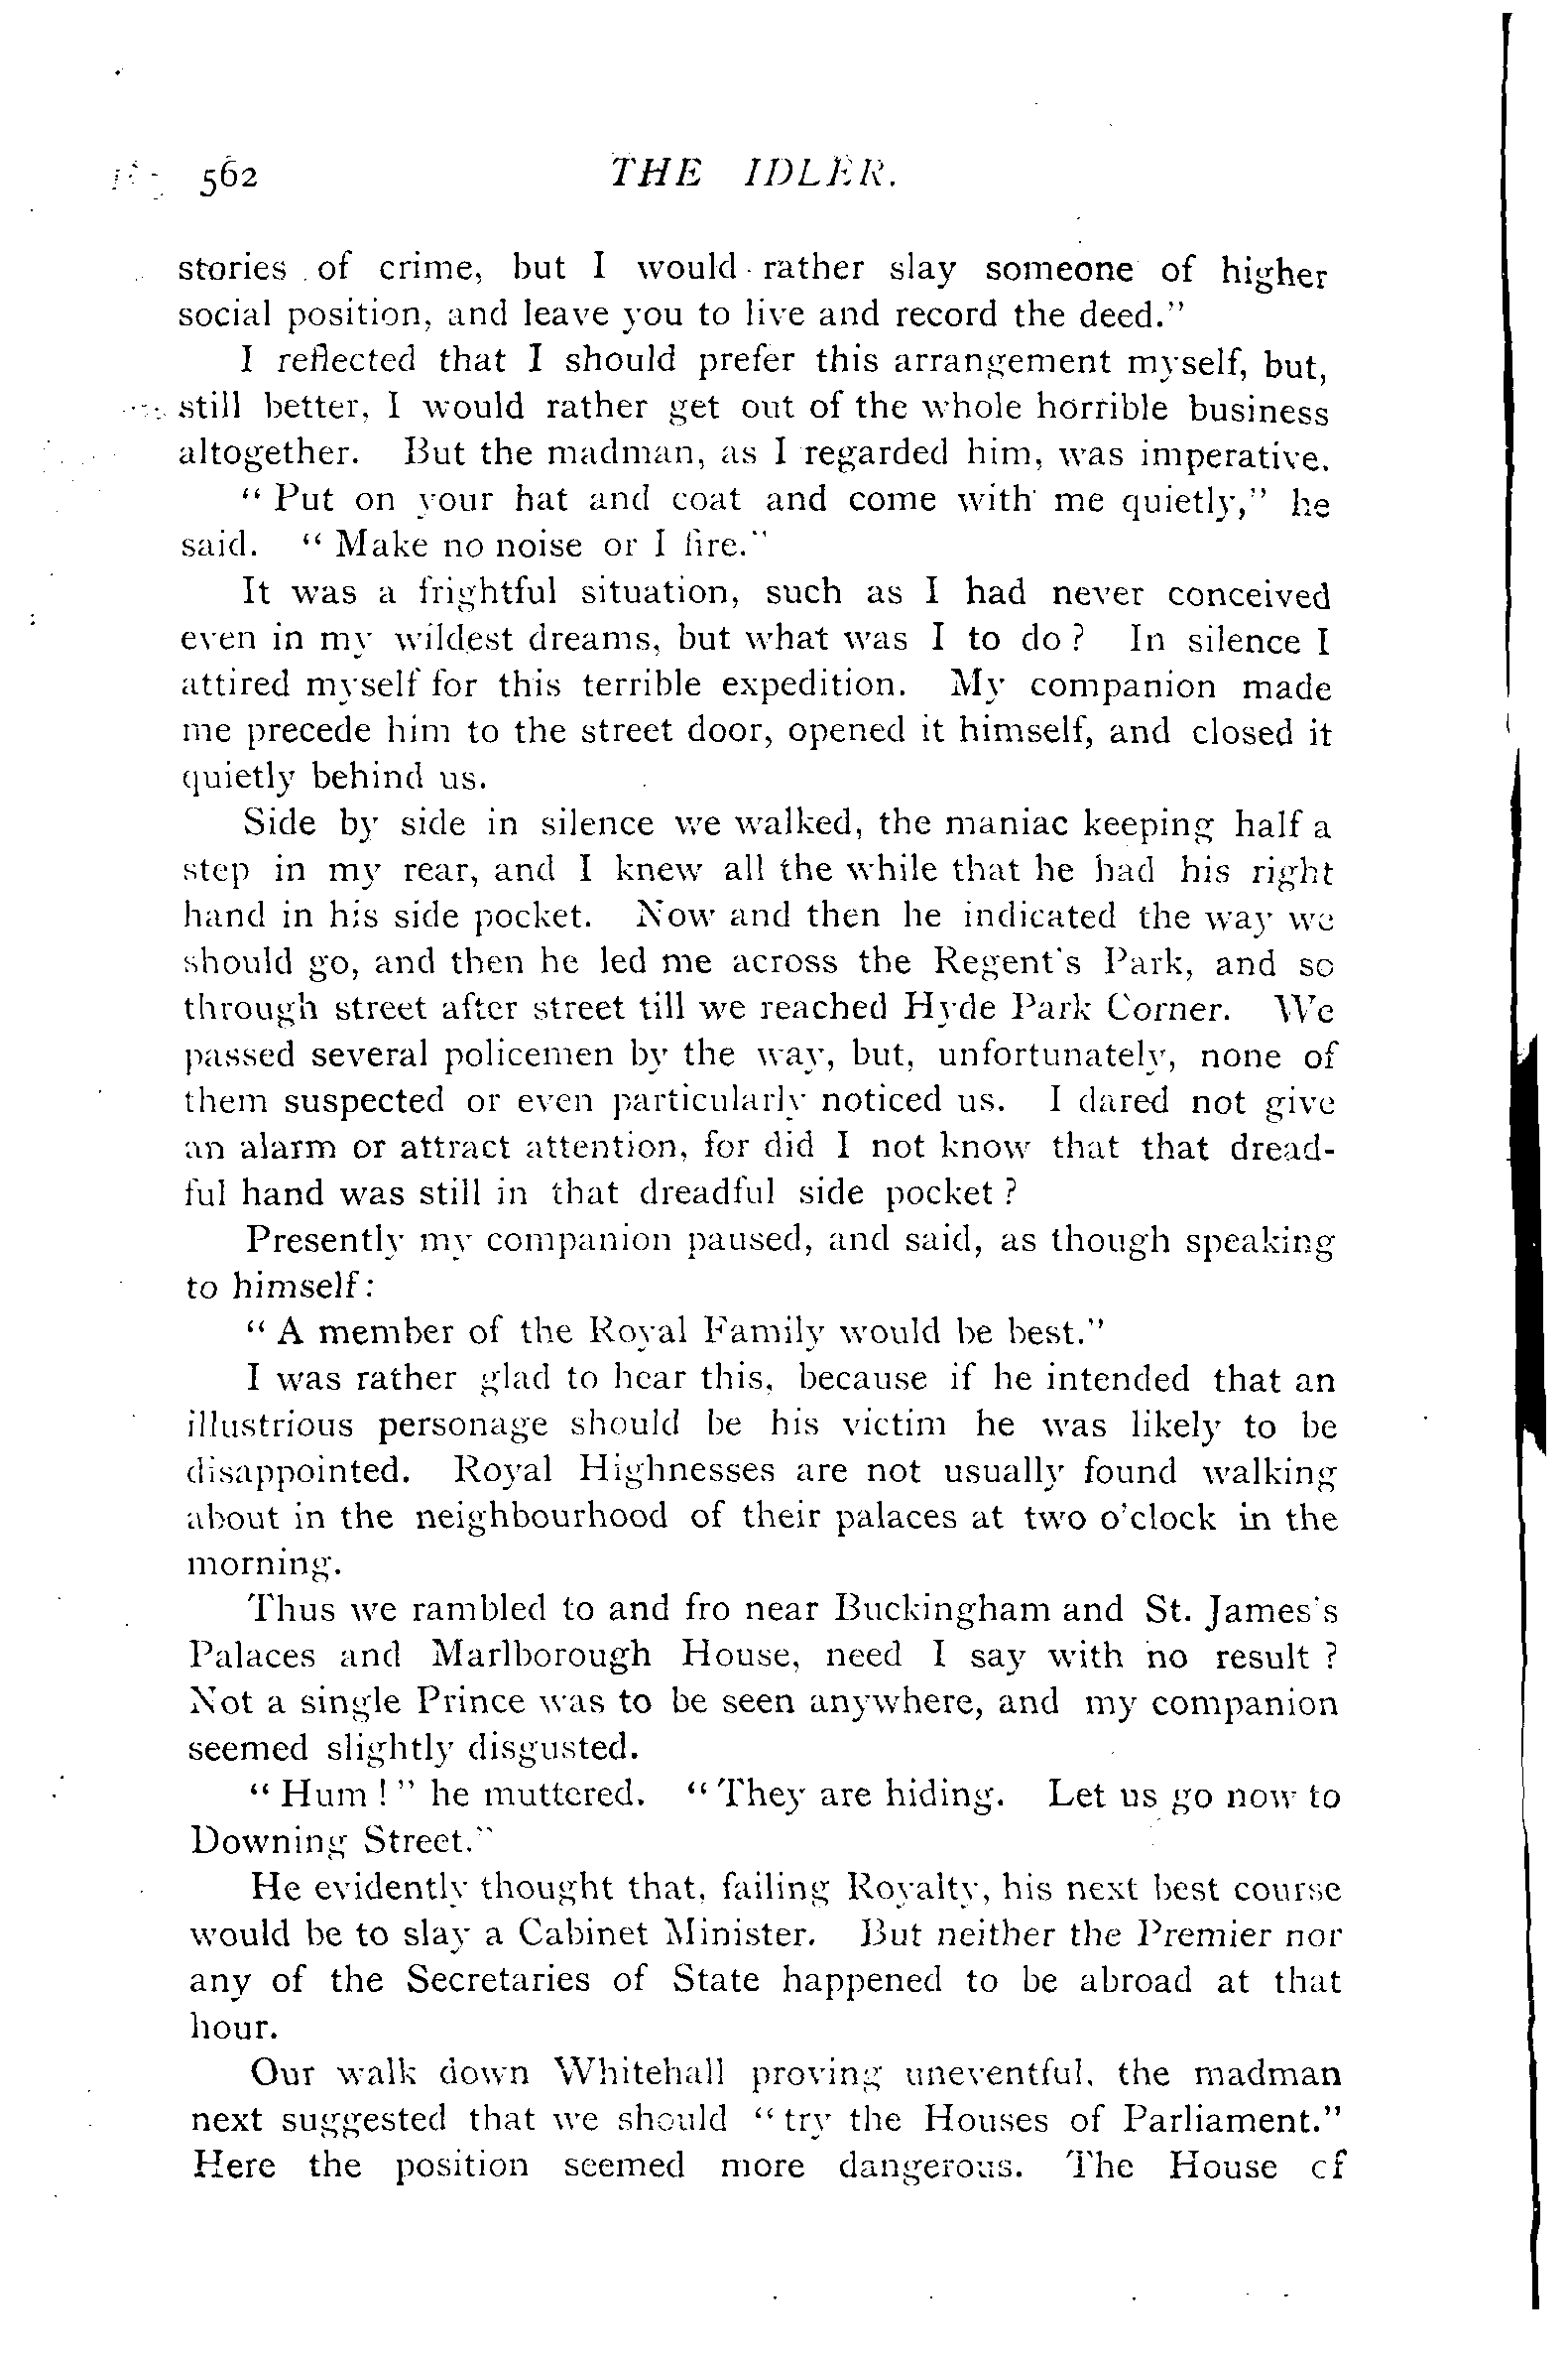 562 THE IDLER.
stories of crime, but I would rather slay someone of higher
social position, and leave you to live and record the deed."
I reflected that I should prefer this arrangement myself, but,
still better, I would rather get out of the whole horrible business
altogether. But the madman, as I regarded him, was imperative.
"Put on your hat and coat and come with me quietly," he
said. "Make no noise or I fire."
It was a frightful situation, such as I had never conceived
even in my wildest dreams, but what was I to do? In silence I
attired myself for this terrible expedition. My companion made
me precede him to the street door, opened it himself, and closed it
quietly behind us.
Side by side in silence we walked, the maniac keeping half a
step in my rear, and I knew all the while that he had his right
hand in his side pocket. Now and then he indicated the way we
should go, and then he led me across the Regent's Park, and so
through street after street till we reached Hyde Park Corner. We
passed several policemen by the way, but, unfortunately, none of
them suspected or even particularly noticed us. I dared not give
an alarm or attract attention, for did I not know that that dread-
ful hand was still in that dreadful side pocket?
Presently my companion paused, and said, as though speaking
to himself:
"A member of the Royal Family would be best."
I was rather glad to hear this, because if he intended that an
illustrious personage should be his victim he was likely to be
disappointed. Royal Highnesses are not usually found walking
about in the neighbourhood of their palaces at two o'clock in the
morning.
Thus we rambled to and fro near Buckingham and St. James's
Palaces and Marlborough House, need I say with no result?
Not a single Prince was to be seen anywhere, and my companion
seemed slightly disgusted.
"Hum!" he muttered. "They are hiding. Let us go now to
Downing Street."
He evidently thought that, failing Royalty, his next best course
would be to slay a Cabinet Minister. But neither the Premier nor
any of the Secretaries of State happened to be abroad at that
hour.
Our walk down Whitehall proving uneventful, the madman
next suggested that we should "try the Houses of Parliament."
Here the position seemed more dangerous. The House of